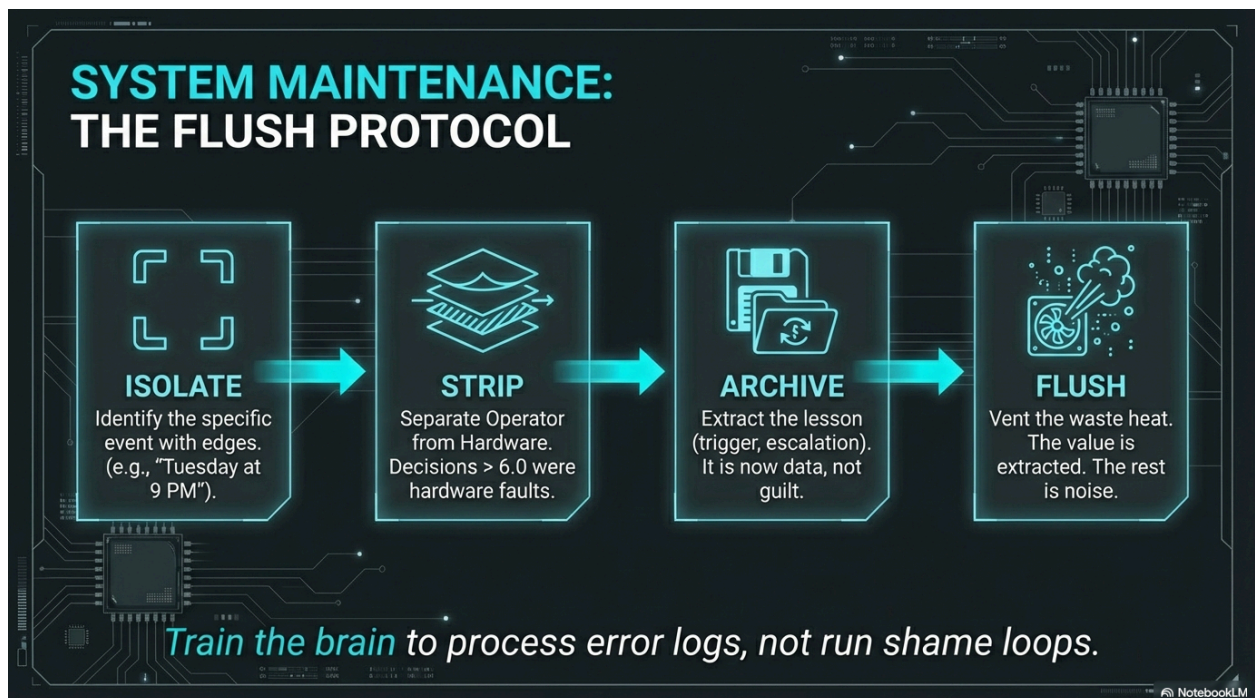 SYSTEM MAINTENANCE:
THE FLUSH PROTOCOL
ISOLATE
Identify the specific
event with edges.
(e.g., “Tuesday at
9 PM”).
STRIP
Separate Operator
from Hardware.
Decisions > 6.0 were
hardware faults.
ARCHIVE
Extract the lesson
(trigger, escalation).
It is now data, not
guilt.
FLUSH
Vent the waste heat.
The value is
extracted. The rest
is noise.
Train the brain to process error logs, not run shame loops.
NotebookLM